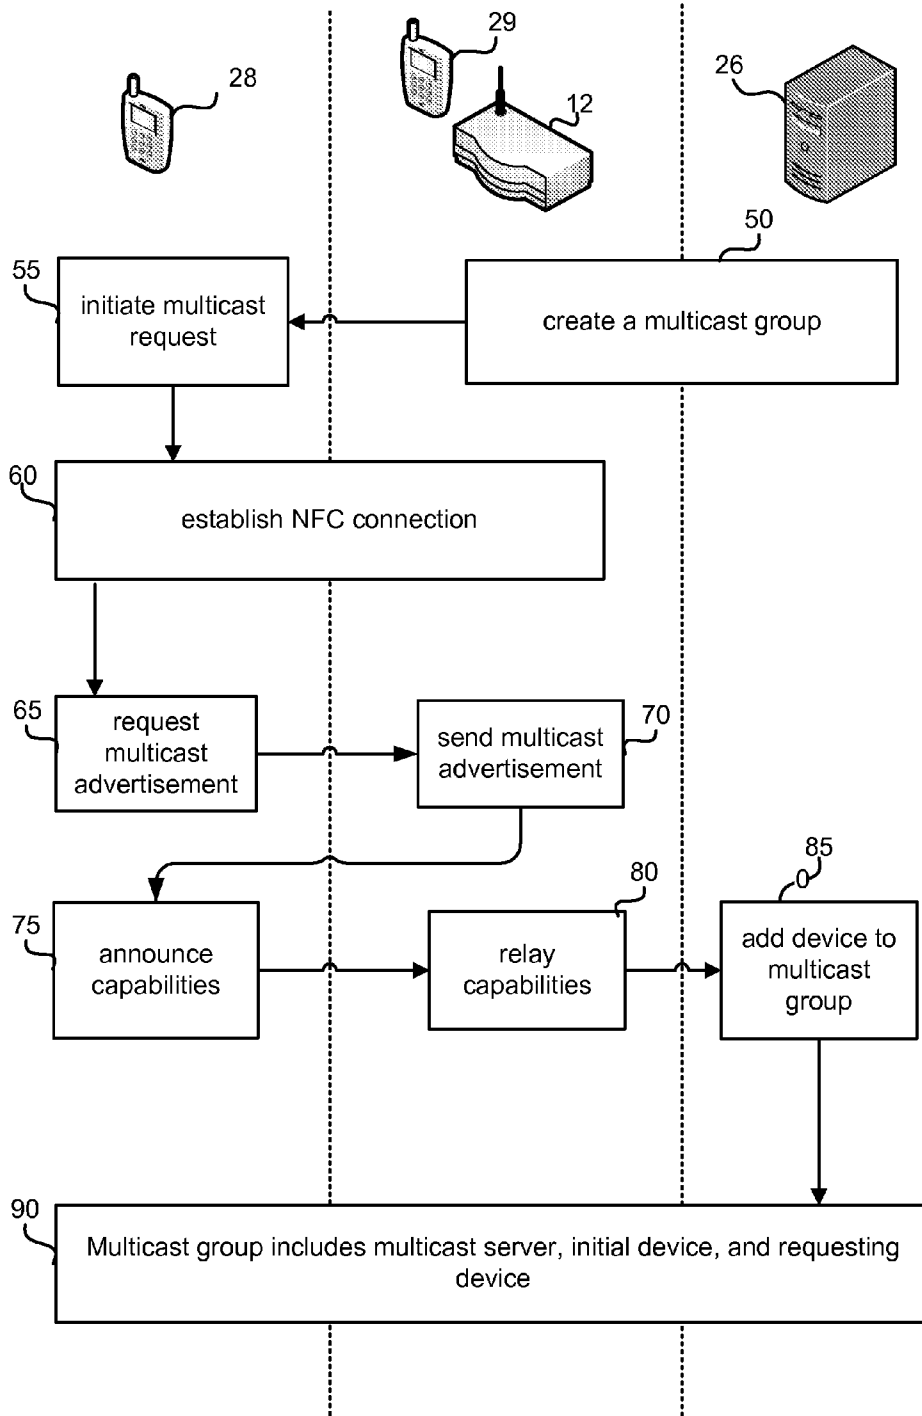 28
29
12
26
50
create a multicast group
55
initiate multicast
request
60
establish NFC connection
65
request
multicast
advertisement
70
send multicast
advertisement
75
announce
capabilities
80
relay
capabilities
85
0
add device to
multicast
group
90
Multicast group includes multicast server, initial device, and requesting
device